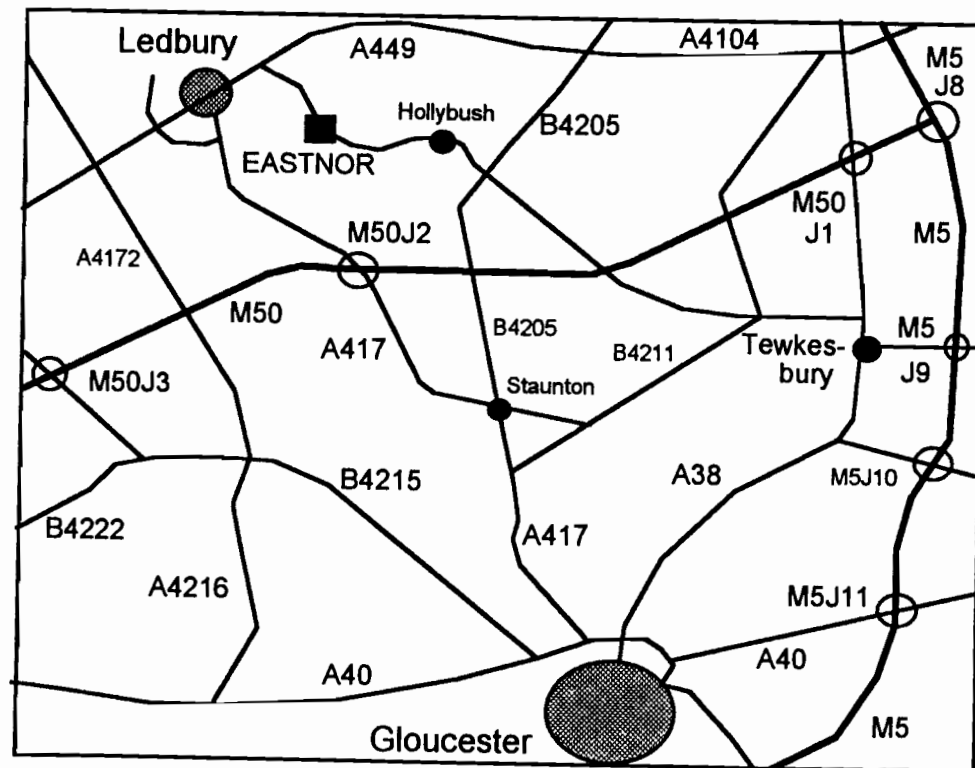 Ledbury
A449
A4104
M5
J8
Hollybush
B4205
EASTNOR
M50
J1
M5
M50J2
A4172
M50
A417
B4205
B4211
Tewkes-
bury
M5
J9
M50J3
Staunton
B4215
A38
M5J10
B4222
A417
A4216
M5J11
A40
A40
Gloucester
M5